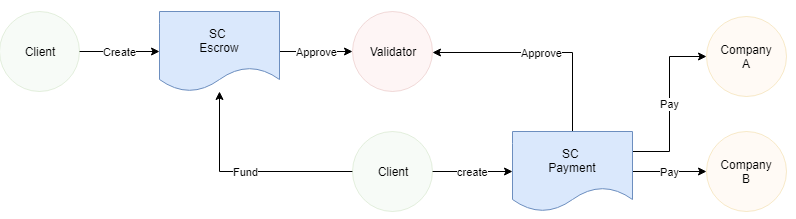 Client
Create
SC
Escrow
Approve
Validator
Approve
Company
A
Pay
Fund
Client
create
SC
Payment
Pay
Company
B